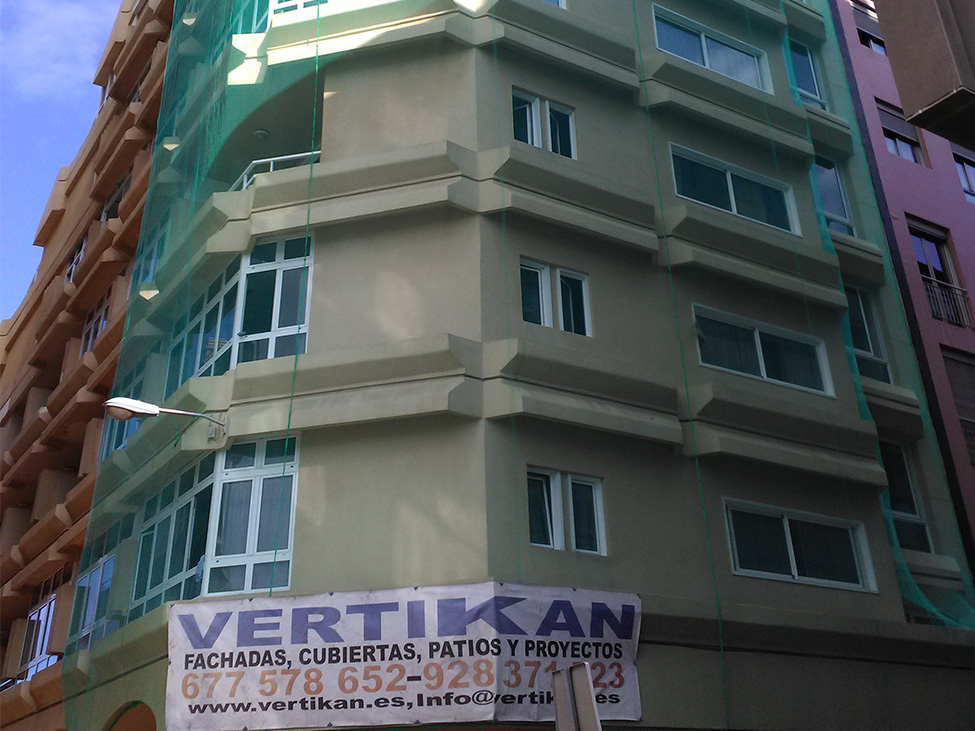 VERTIKAN
FACHADAS, CUBIERTAS, PATIOS Y PROYECTOS
677 578 652-928
www.vertikan.es,